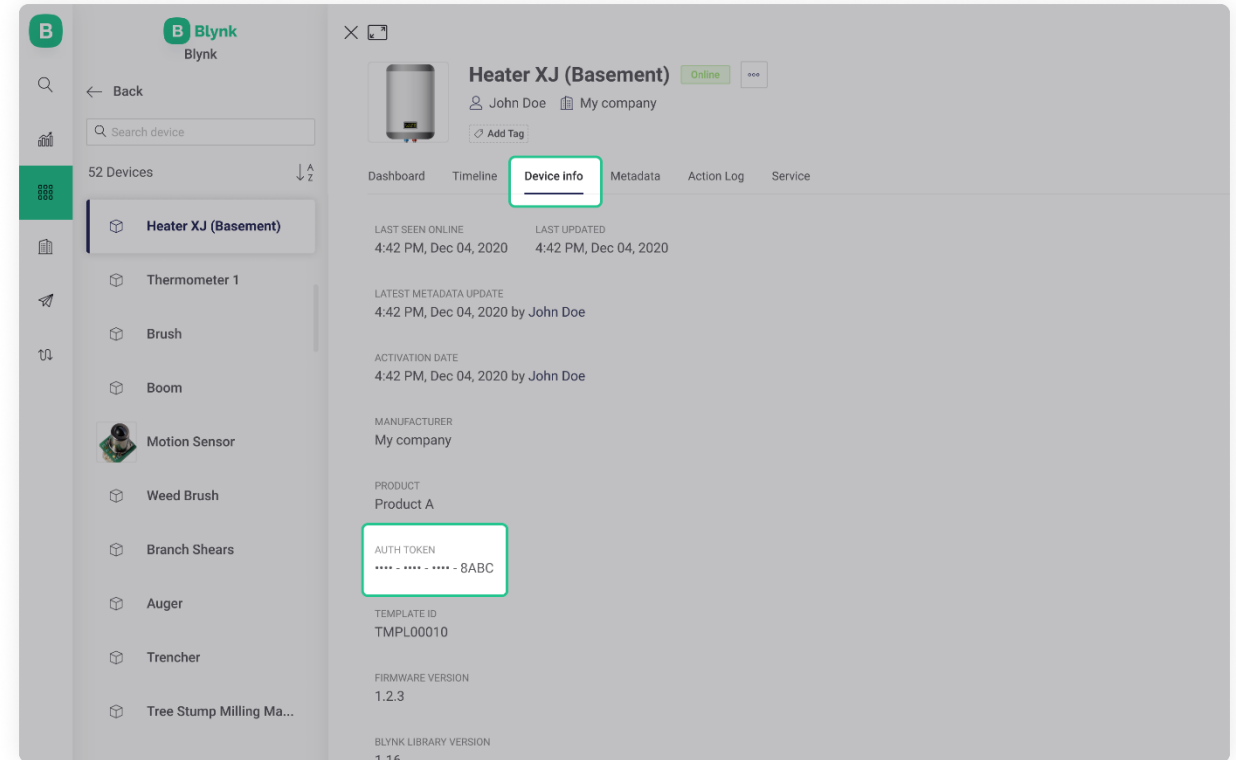 B
B Blynk
Blynk
Back
Search device
52 Devices
A
Z
Heater XJ (Basement)
Thermometer 1
Brush
Boom
Motion Sensor
Weed Brush
Branch Shears
Auger
Trencher
Tree Stump Milling Ma...
Heater XJ (Basement) Online
John Doe My company
Add Tag
Dashboard Timeline Device info Metadata Action Log Service
LAST SEEN ONLINE LAST UPDATED
4:42 PM, Dec 04, 2020 4:42 PM, Dec 04, 2020
LATEST METADATA UPDATE
4:42 PM, Dec 04, 2020 by John Doe
ACTIVATION DATE
4:42 PM, Dec 04, 2020 by John Doe
MANUFACTURER
My company
PRODUCT
Product A
AUTH TOKEN
•••• - •••• - •••• - 8ABC
TEMPLATE ID
TMPL00010
FIRMWARE VERSION
1.2.3
BLYNK LIBRARY VERSION
1.16